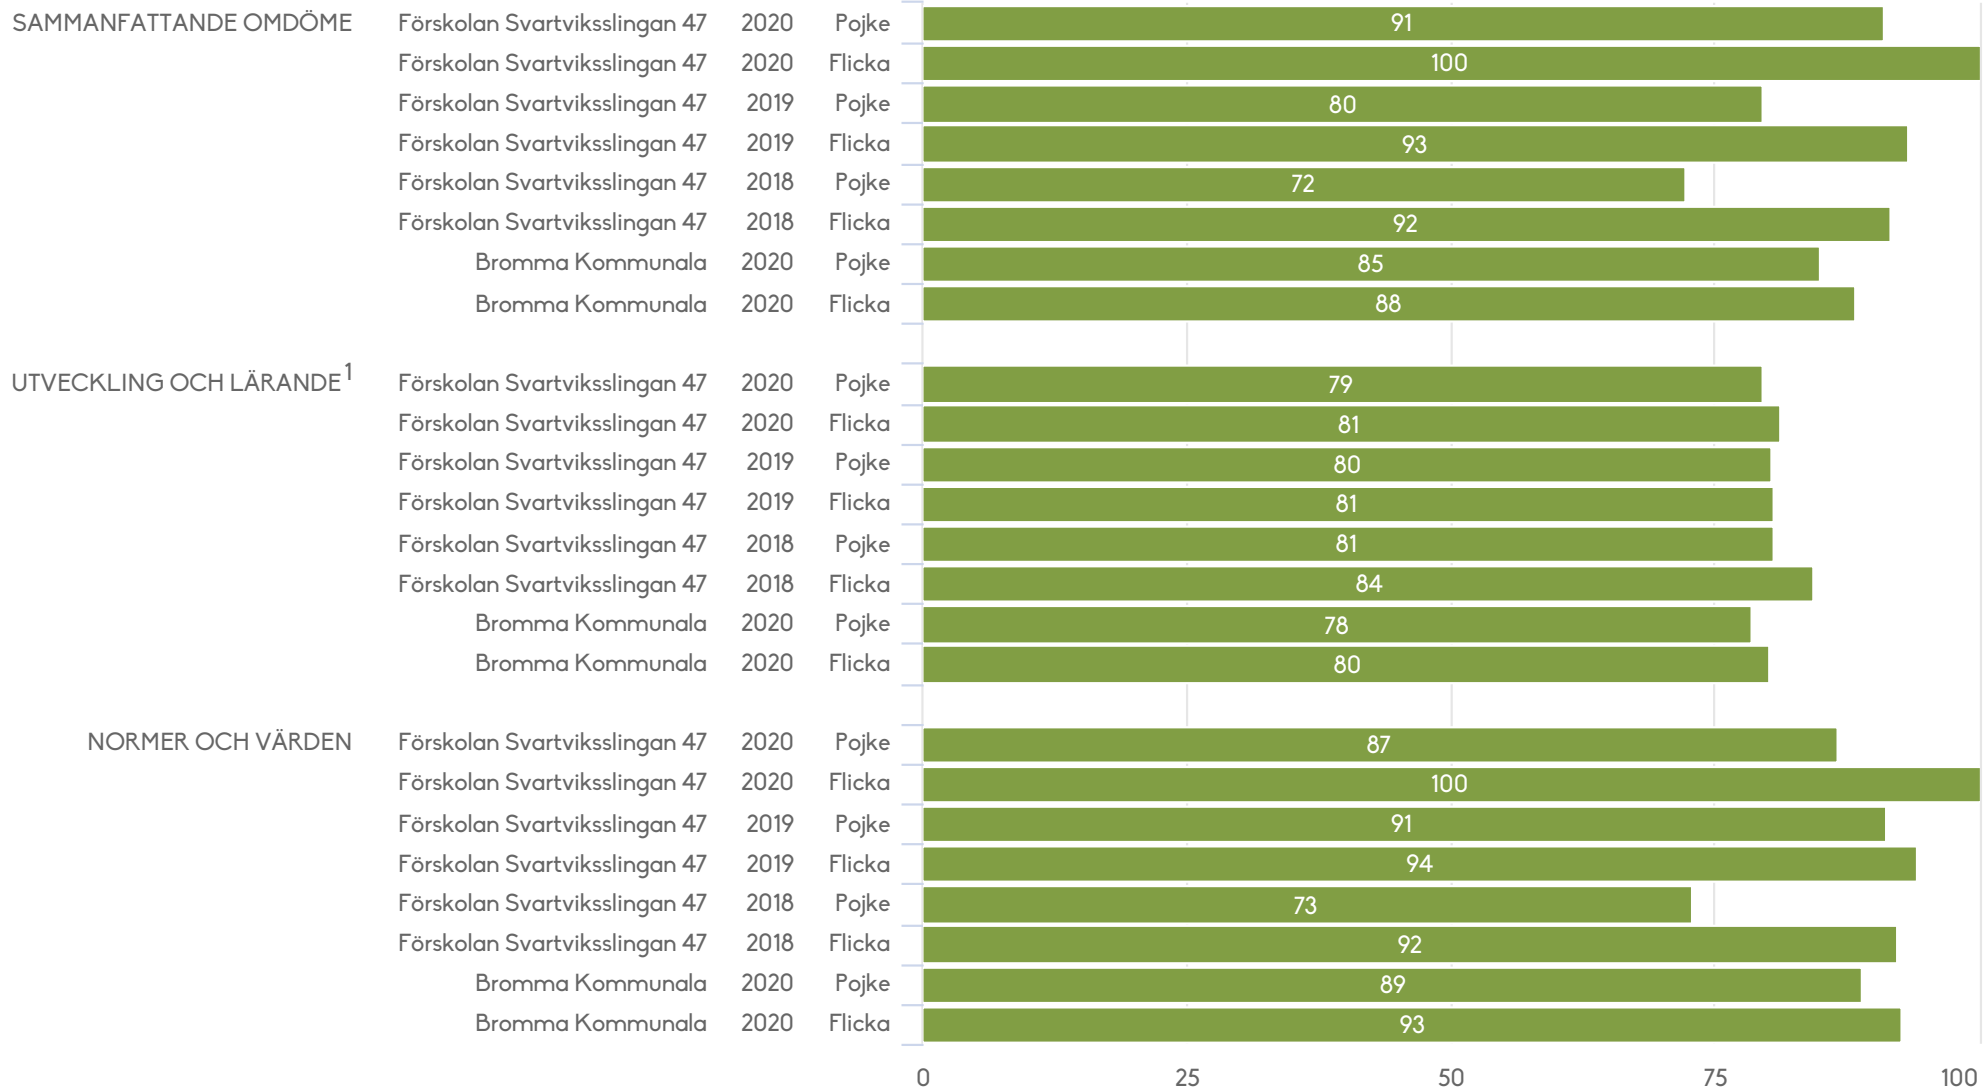 SAMMANFATTANDE OMDÖME Förskolan Svartviksslingan 47 2020 Pojke 91
Förskolan Svartviksslingan 47 2020 Flicka 100
Förskolan Svartviksslingan 47 2019 Pojke 80
Förskolan Svartviksslingan 47 2019 Flicka 93
Förskolan Svartviksslingan 47 2018 Pojke 72
Förskolan Svartviksslingan 47 2018 Flicka 92
Bromma Kommunala 2020 Pojke 85
Bromma Kommunala 2020 Flicka 88
UTVECKLING OCH LÄRANDE1 Förskolan Svartviksslingan 47 2020 Pojke 79
Förskolan Svartviksslingan 47 2020 Flicka 81
Förskolan Svartviksslingan 47 2019 Pojke 80
Förskolan Svartviksslingan 47 2019 Flicka 81
Förskolan Svartviksslingan 47 2018 Pojke 81
Förskolan Svartviksslingan 47 2018 Flicka 84
Bromma Kommunala 2020 Pojke 78
Bromma Kommunala 2020 Flicka 80
NORMER OCH VÄRDEN Förskolan Svartviksslingan 47 2020 Pojke 87
Förskolan Svartviksslingan 47 2020 Flicka 100
Förskolan Svartviksslingan 47 2019 Pojke 91
Förskolan Svartviksslingan 47 2019 Flicka 94
Förskolan Svartviksslingan 47 2018 Pojke 73
Förskolan Svartviksslingan 47 2018 Flicka 92
Bromma Kommunala 2020 Pojke 89
Bromma Kommunala 2020 Flicka 93
0 25 50 75 100